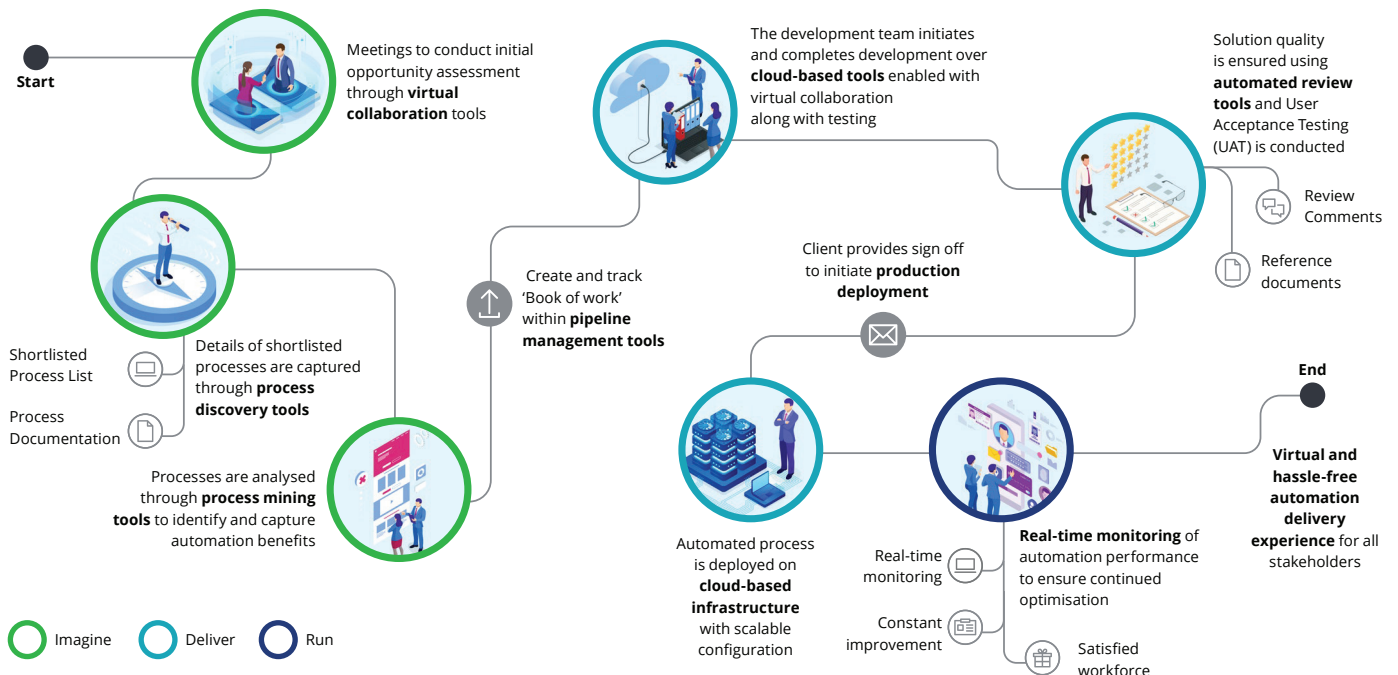 Start
Meetings to conduct initial
opportunity assessment
through virtual
collaboration tools
Shortlisted
Process List
Process
Documentation
Details of shortlisted
processes are captured
through process
discovery tools
Processes are analysed
through process mining
tools to identify and capture
automation benefits
Create and track
‘Book of work’
within pipeline
management tools
The development team initiates
and completes development over
cloud-based tools enabled with
virtual collaboration
along with testing
Solution quality
is ensured using
automated review
tools and User
Acceptance Testing
(UAT) is conducted
Review
Comments
Reference
documents
Client provides sign off
to initiate production
deployment
Automated process
is deployed on
cloud-based
infrastructure
with scalable
configuration
Real-time monitoring of
automation performance
to ensure continued
optimisation
Real-time
monitoring
Constant
improvement
Satisfied
workforce
End
Virtual and
hassle-free
automation
delivery
experience for all
stakeholders
Imagine
Deliver
Run